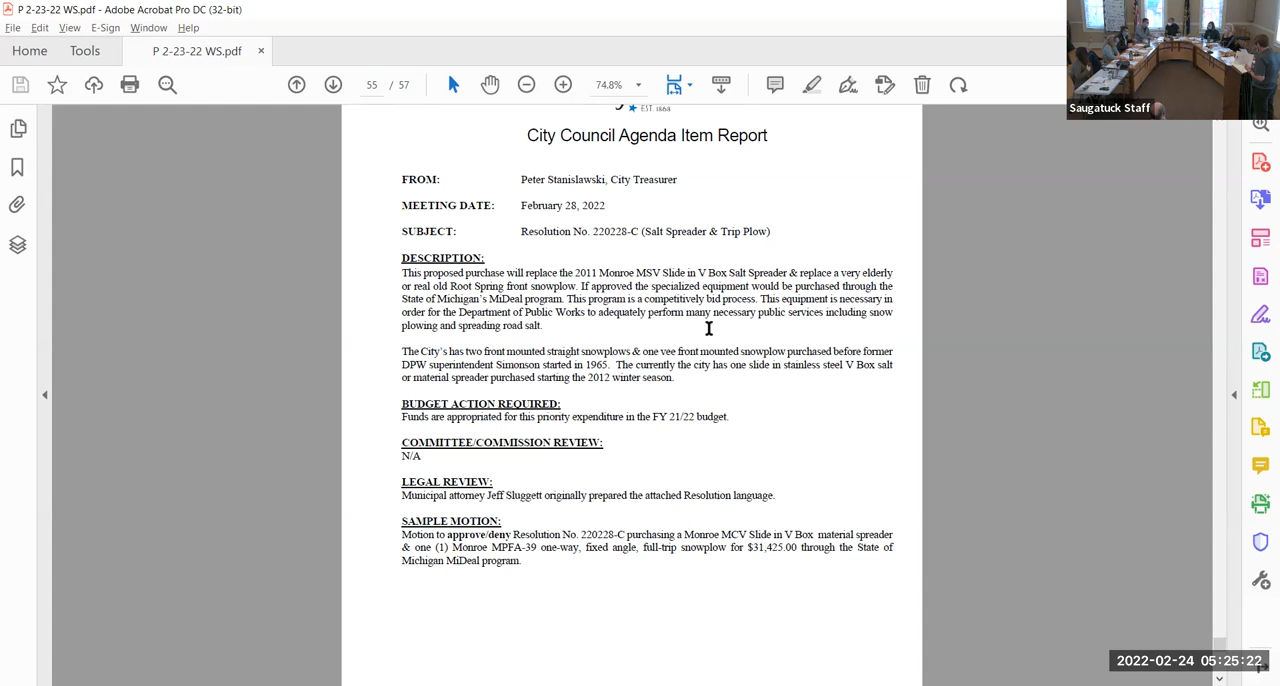 P 2-23-22 WS.pdf - Adobe Acrobat Pro DC (32-bit)
File Edit View E-Sign Window Help
Home Tools P 2-23-22 WS.pdf ×
55 / 57 74.8%
Saugatuck Staff
EST. 1868
City Council Agenda Item Report
FROM: Peter Stanislawski, City Treasurer
MEETING DATE: February 28, 2022
SUBJECT: Resolution No. 220228-C (Salt Spreader & Trip Plow)
DESCRIPTION:
This proposed purchase will replace the 2011 Monroe MSV Slide in V Box Salt Spreader & replace a very elderly
or real old Root Spring front snowplow. If approved the specialized equipment would be purchased through the
State of Michigan's MiDeal program. This program is a competitively bid process. This equipment is necessary in
order for the Department of Public Works to adequately perform many necessary public services including snow
plowing and spreading road salt.
The City's has two front mounted straight snowplows & one vee front mounted snowplow purchased before former
DPW superintendent Simonson started in 1965. The currently the city has one slide in stainless steel V Box salt
or material spreader purchased starting the 2012 winter season.
BUDGET ACTION REQUIRED:
Funds are appropriated for this priority expenditure in the FY 21/22 budget.
COMMITTEE/COMMISSION REVIEW:
N/A
LEGAL REVIEW:
Municipal attorney Jeff Sluggett originally prepared the attached Resolution language.
SAMPLE MOTION:
Motion to approve/deny Resolution No. 220228-C purchasing a Monroe MCV Slide in V Box material spreader
& one (1) Monroe MPFA-39 one-way, fixed angle, full-trip snowplow for $31,425.00 through the State of
Michigan MiDeal program.
2022-02-24 05:25:22